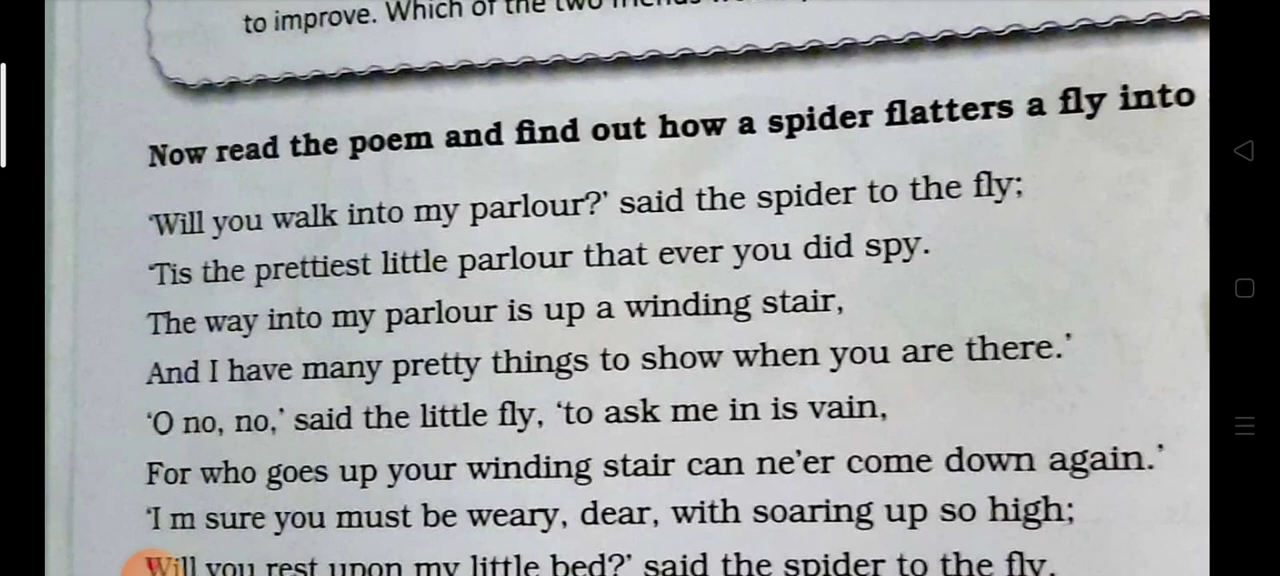 to improve. Which of the two
Now read the poem and find out how a spider flatters a fly into
'Will you walk into my parlour?' said the spider to the fly;
'Tis the prettiest little parlour that ever you did spy.
The way into my parlour is up a winding stair,
And I have many pretty things to show when you are there.'
'O no, no,' said the little fly, 'to ask me in is vain,
For who goes up your winding stair can ne'er come down again.'
'I m sure you must be weary, dear, with soaring up so high;
Will you rest upon my little bed?' said the spider to the fly.